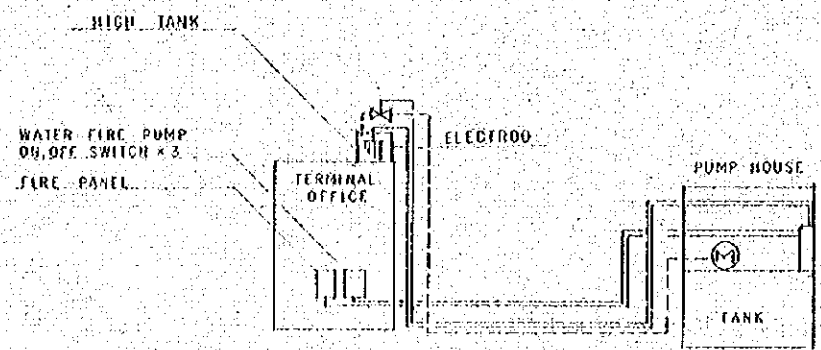 HIGH TANK
WATER FIRE PUMP
ON,OFF SWITCH × 3
FIRE PANEL
ELECTROD
TERMINAL
OFFICE
PUMP HOUSE
M
TANK